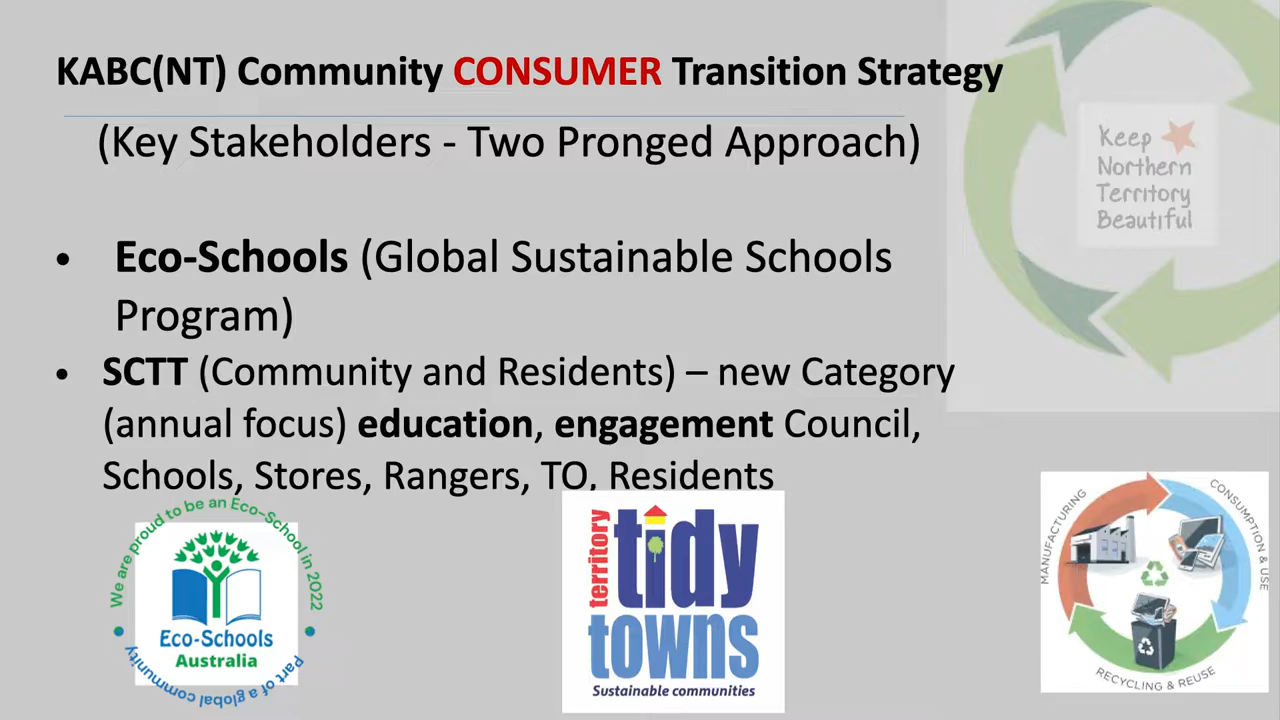 KABC(NT) Community CONSUMER Transition Strategy
(Key Stakeholders - Two Pronged Approach)
Keep
Northern
Territory
Beautiful
• Eco-Schools (Global Sustainable Schools
Program)
• SCTT (Community and Residents) – new Category
(annual focus) education, engagement Council,
Schools, Stores, Rangers, TO, Residents
We are proud to be an Eco-School in 2022
Eco-Schools
Australia
Part of a global community
territory
tidy
towns
Sustainable communities
MANUFACTURING
CONSUMPTION & USE
RECYCLING & REUSE